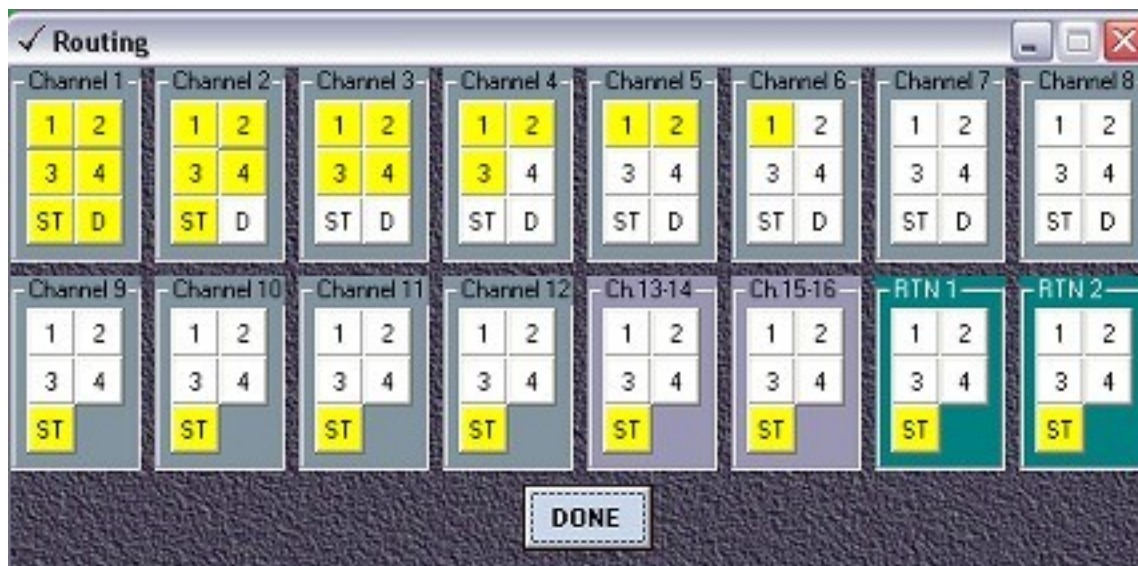 Routing
Channel 1 Channel 2 Channel 3 Channel 4 Channel 5 Channel 6 Channel 7 Channel 8
1 2 1 2 1 2 1 2 1 2 1 2 1 2 1 2
3 4 3 4 3 4 3 4 3 4 3 4 3 4 3 4
ST D ST D ST D ST D ST D ST D ST D ST D
Channel 9 Channel 10 Channel 11 Channel 12 Ch.13-14 Ch.15-16 RTN 1 RTN 2
1 2 1 2 1 2 1 2 1 2 1 2 1 2 1 2
3 4 3 4 3 4 3 4 3 4 3 4 3 4 3 4
ST ST ST ST ST ST ST ST
DONE